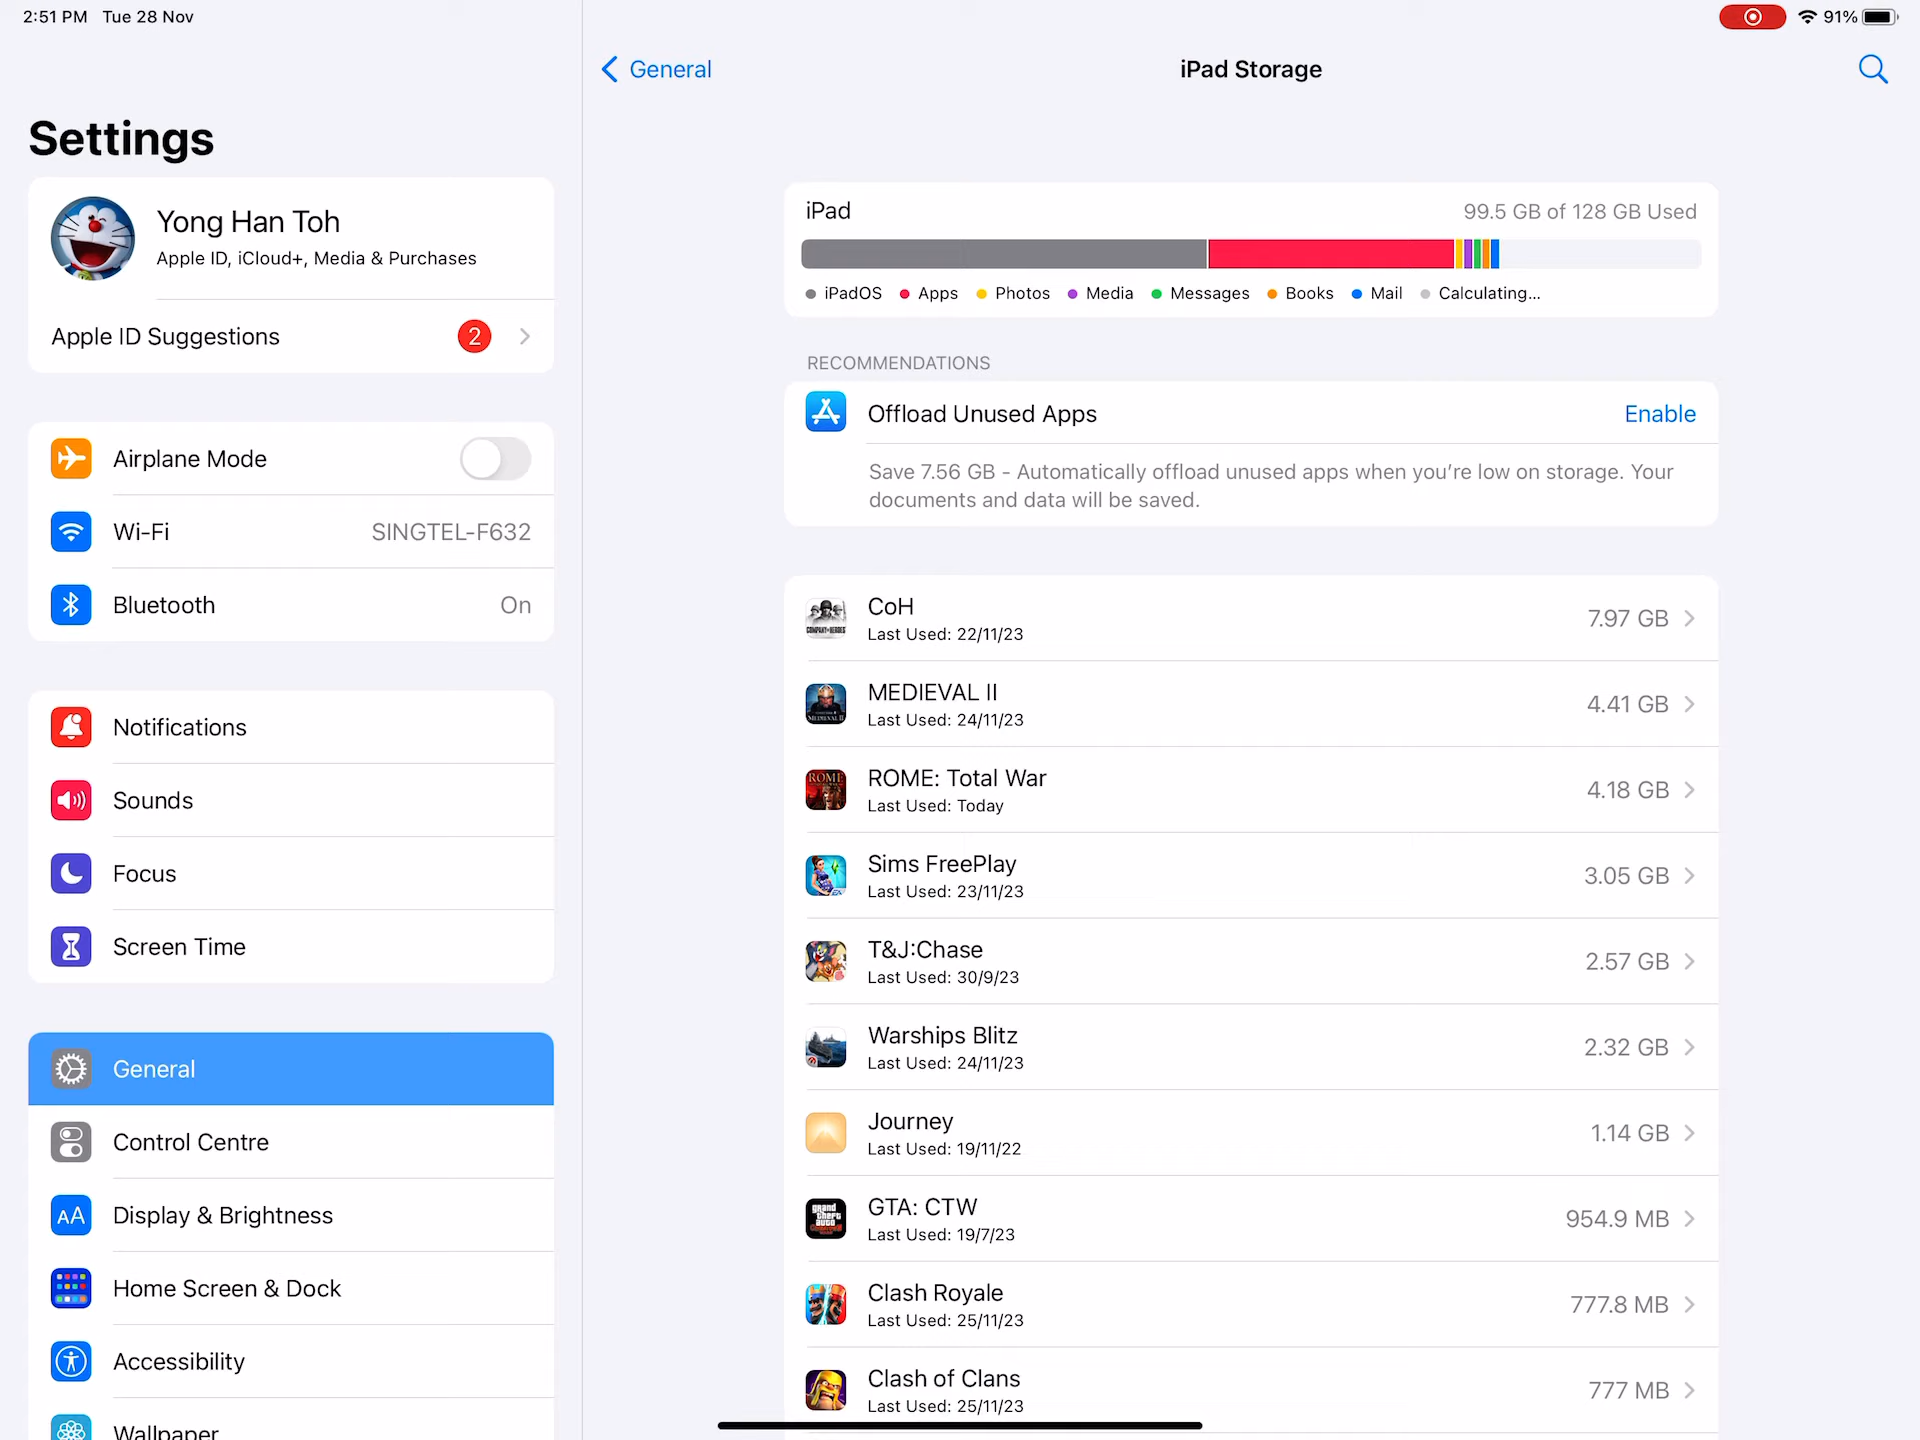 2:51 PM Tue 28 Nov
91%
Settings
Yong Han Toh
Apple ID, iCloud+, Media & Purchases
Apple ID Suggestions
2
Airplane Mode
Wi-Fi
SINGTEL-F632
Bluetooth
On
Notifications
Sounds
Focus
Screen Time
General
Control Centre
AA
Display & Brightness
Home Screen & Dock
Accessibility
Wallpaper
General
iPad Storage
iPad
99.5 GB of 128 GB Used
iPadOS Apps Photos Media Messages Books Mail Calculating...
RECOMMENDATIONS
Offload Unused Apps
Enable
Save 7.56 GB - Automatically offload unused apps when you're low on storage. Your
documents and data will be saved.
CoH
Last Used: 22/11/23
7.97 GB
MEDIEVAL II
Last Used: 24/11/23
4.41 GB
ROME: Total War
Last Used: Today
4.18 GB
Sims FreePlay
Last Used: 23/11/23
3.05 GB
T&J:Chase
Last Used: 30/9/23
2.57 GB
Warships Blitz
Last Used: 24/11/23
2.32 GB
Journey
Last Used: 19/11/22
1.14 GB
GTA: CTW
Last Used: 19/7/23
954.9 MB
Clash Royale
Last Used: 25/11/23
777.8 MB
Clash of Clans
Last Used: 25/11/23
777 MB